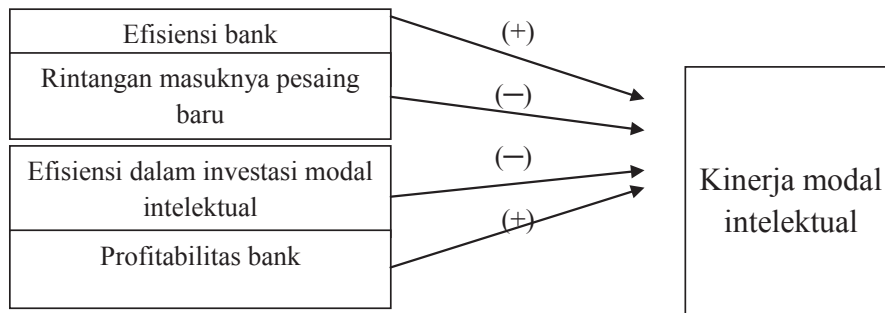 Efisiensi bank
(+)
Rintangan masuknya pesaing
baru
(−)
Efisiensi dalam investasi modal
intelektual
(−)
Profitabilitas bank
(+)
Kinerja modal
intelektual